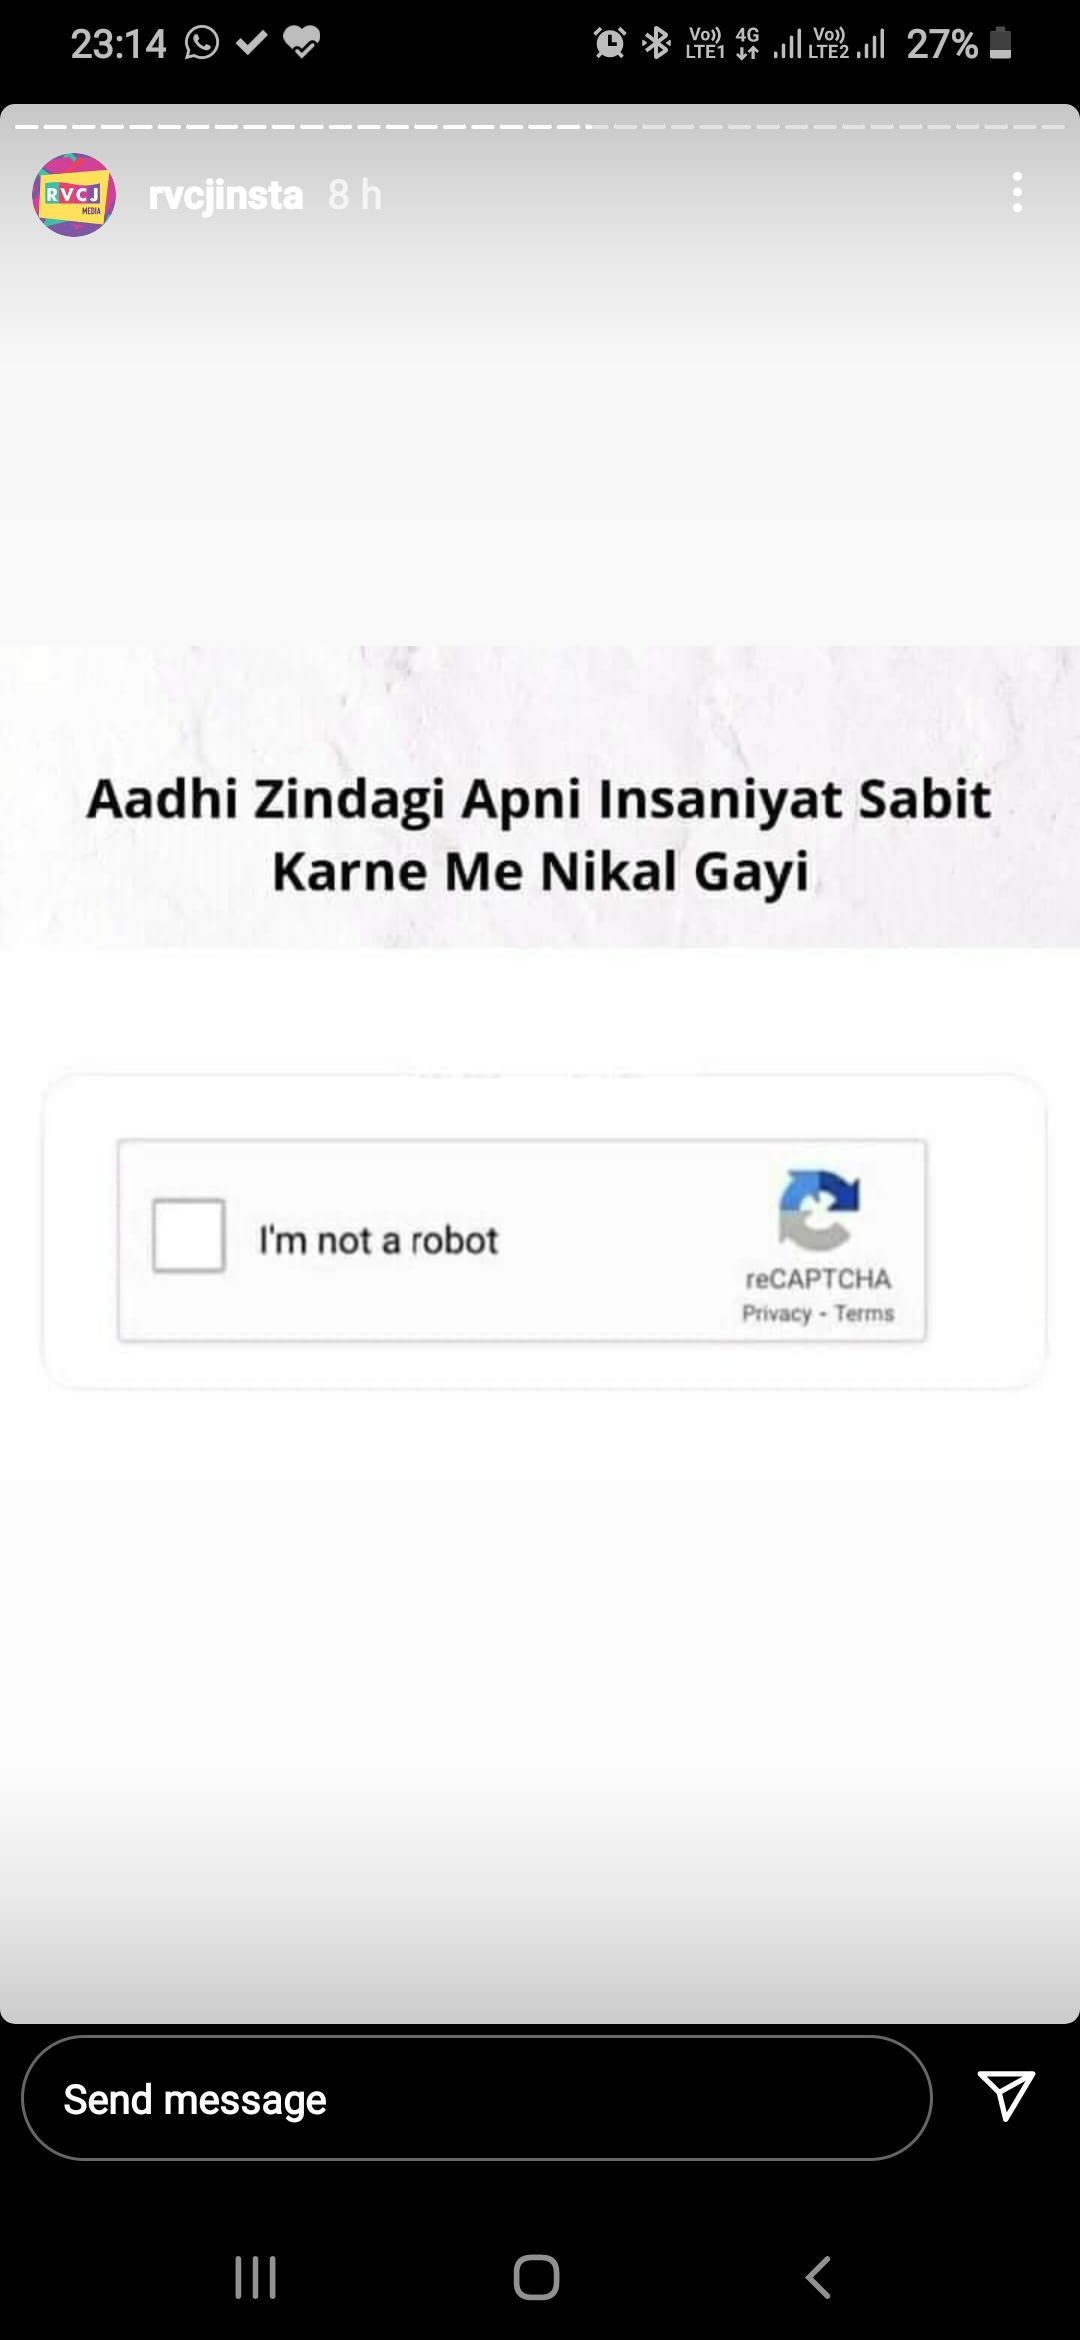 23:14 Vo)) LTE1 4G Vo)) LTE2 27%
RVCJ MEDIA rvcjinsta 8 h
Aadhi Zindagi Apni Insaniyat Sabit
Karne Me Nikal Gayi
I'm not a robot
reCAPTCHA
Privacy - Terms
Send message